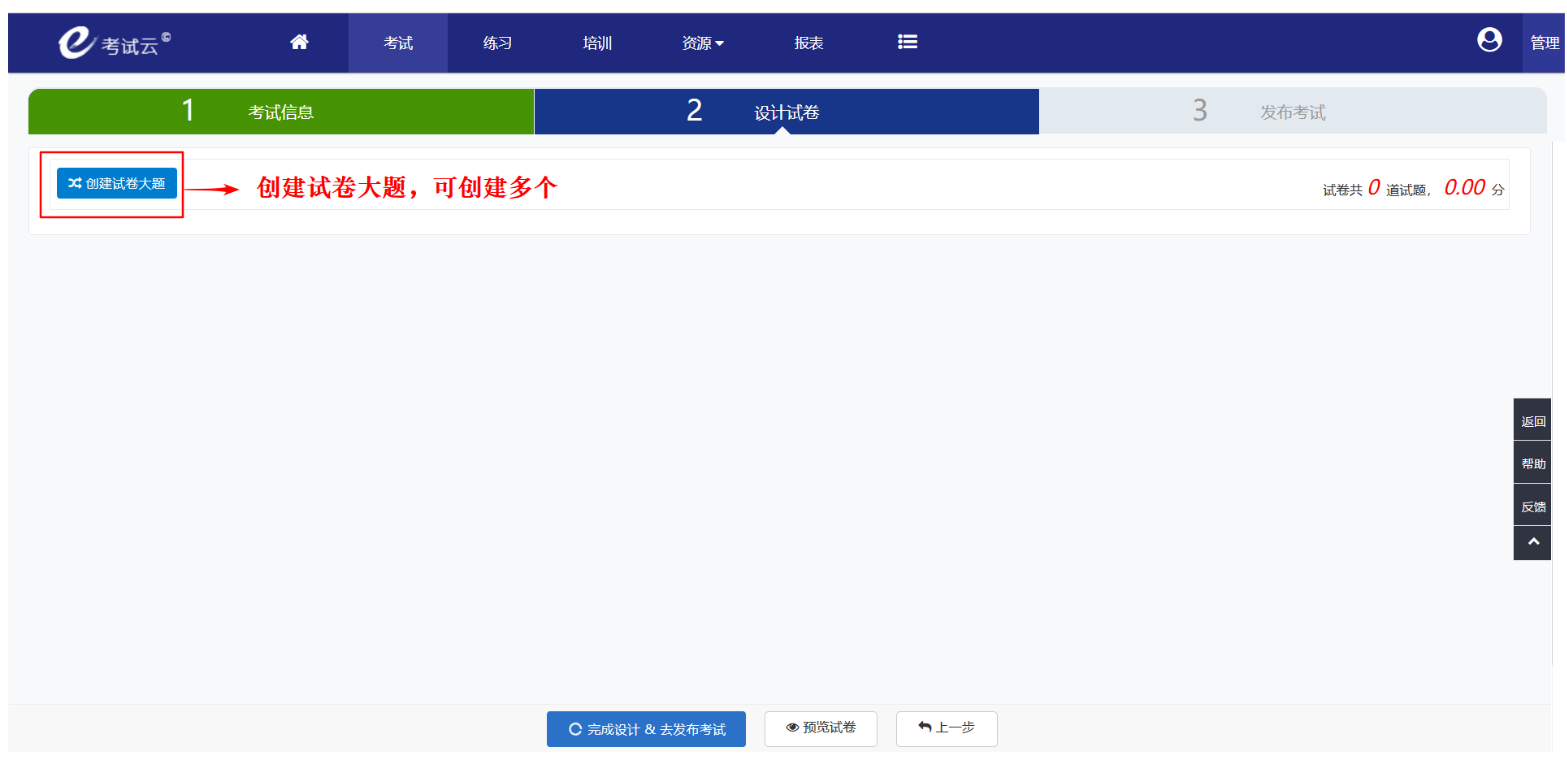 e考试云© 考试 练习 培训 资源 报表 管理
1 考试信息 2 设计试卷 3 发布考试
创建试卷大题 创建试卷大题，可创建多个 试卷共 0 道试题， 0.00 分
返回
帮助
反馈
完成设计 & 去发布考试 预览试卷 上一步